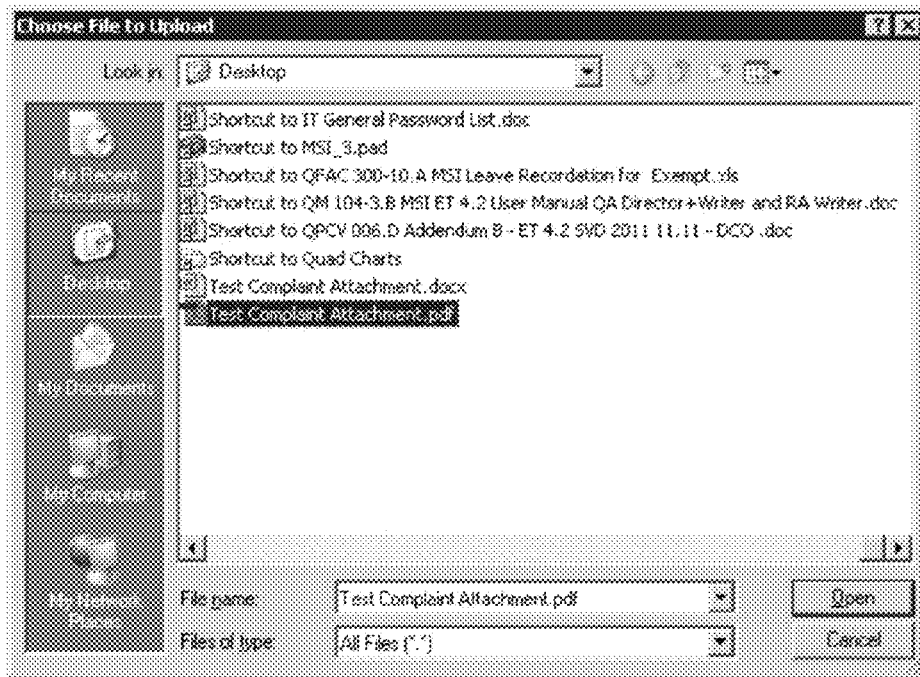 Choose File to Upload
Look in:
Desktop
Shortcut to IT General Password List.doc
Shortcut to MSI_3.pad
Shortcut to QFAC 300-10.A MSI Leave Recordation for Exempt.xls
Shortcut to QM 104-3.B MSI ET 4.2 User Manual QA Director+Writer and RA Writer.doc
Shortcut to QPCV 006.D Addendum B - ET 4.2 SVD 2011 11.11 - DCO .doc
Shortcut to Quad Charts
Test Complaint Attachment.docx
Test Complaint Attachment.pdf
My Recent
Documents
Desktop
My Documents
My Computer
My Network
Places
File name:
Test Complaint Attachment.pdf
Open
Files of type:
All Files (*.*)
Cancel